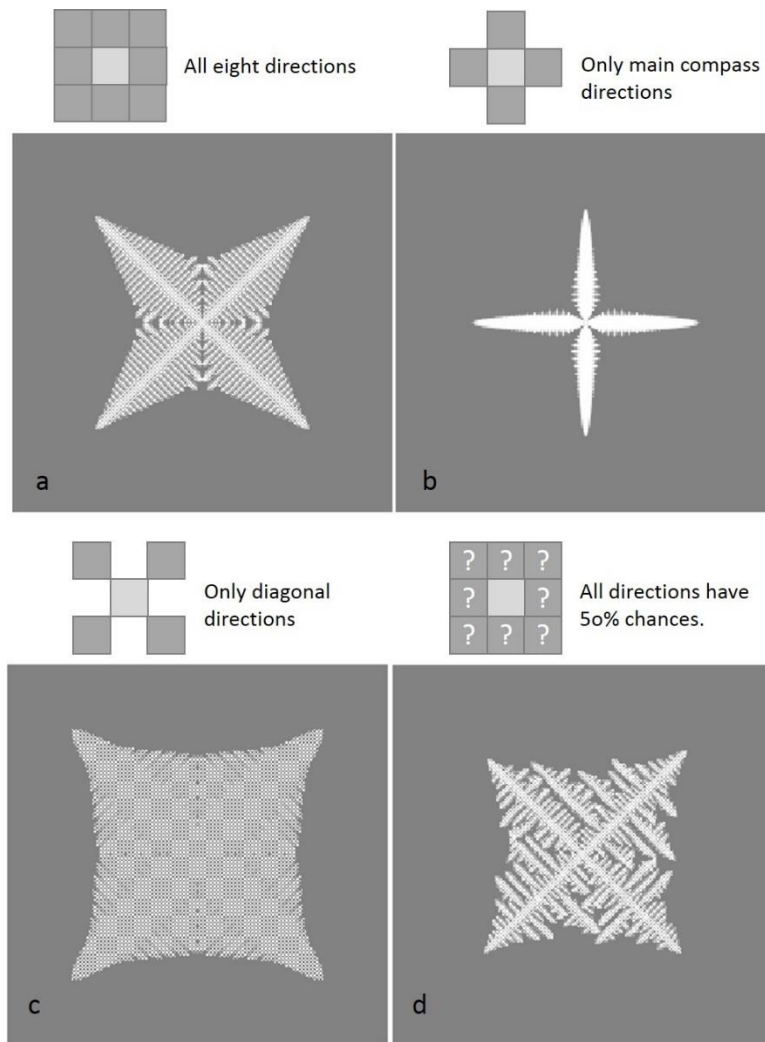 All eight directions
Only main compass
directions
a
b
Only diagonal
directions
? ? ?
? ?
? ? ?
All directions have
5o% chances.
c
d